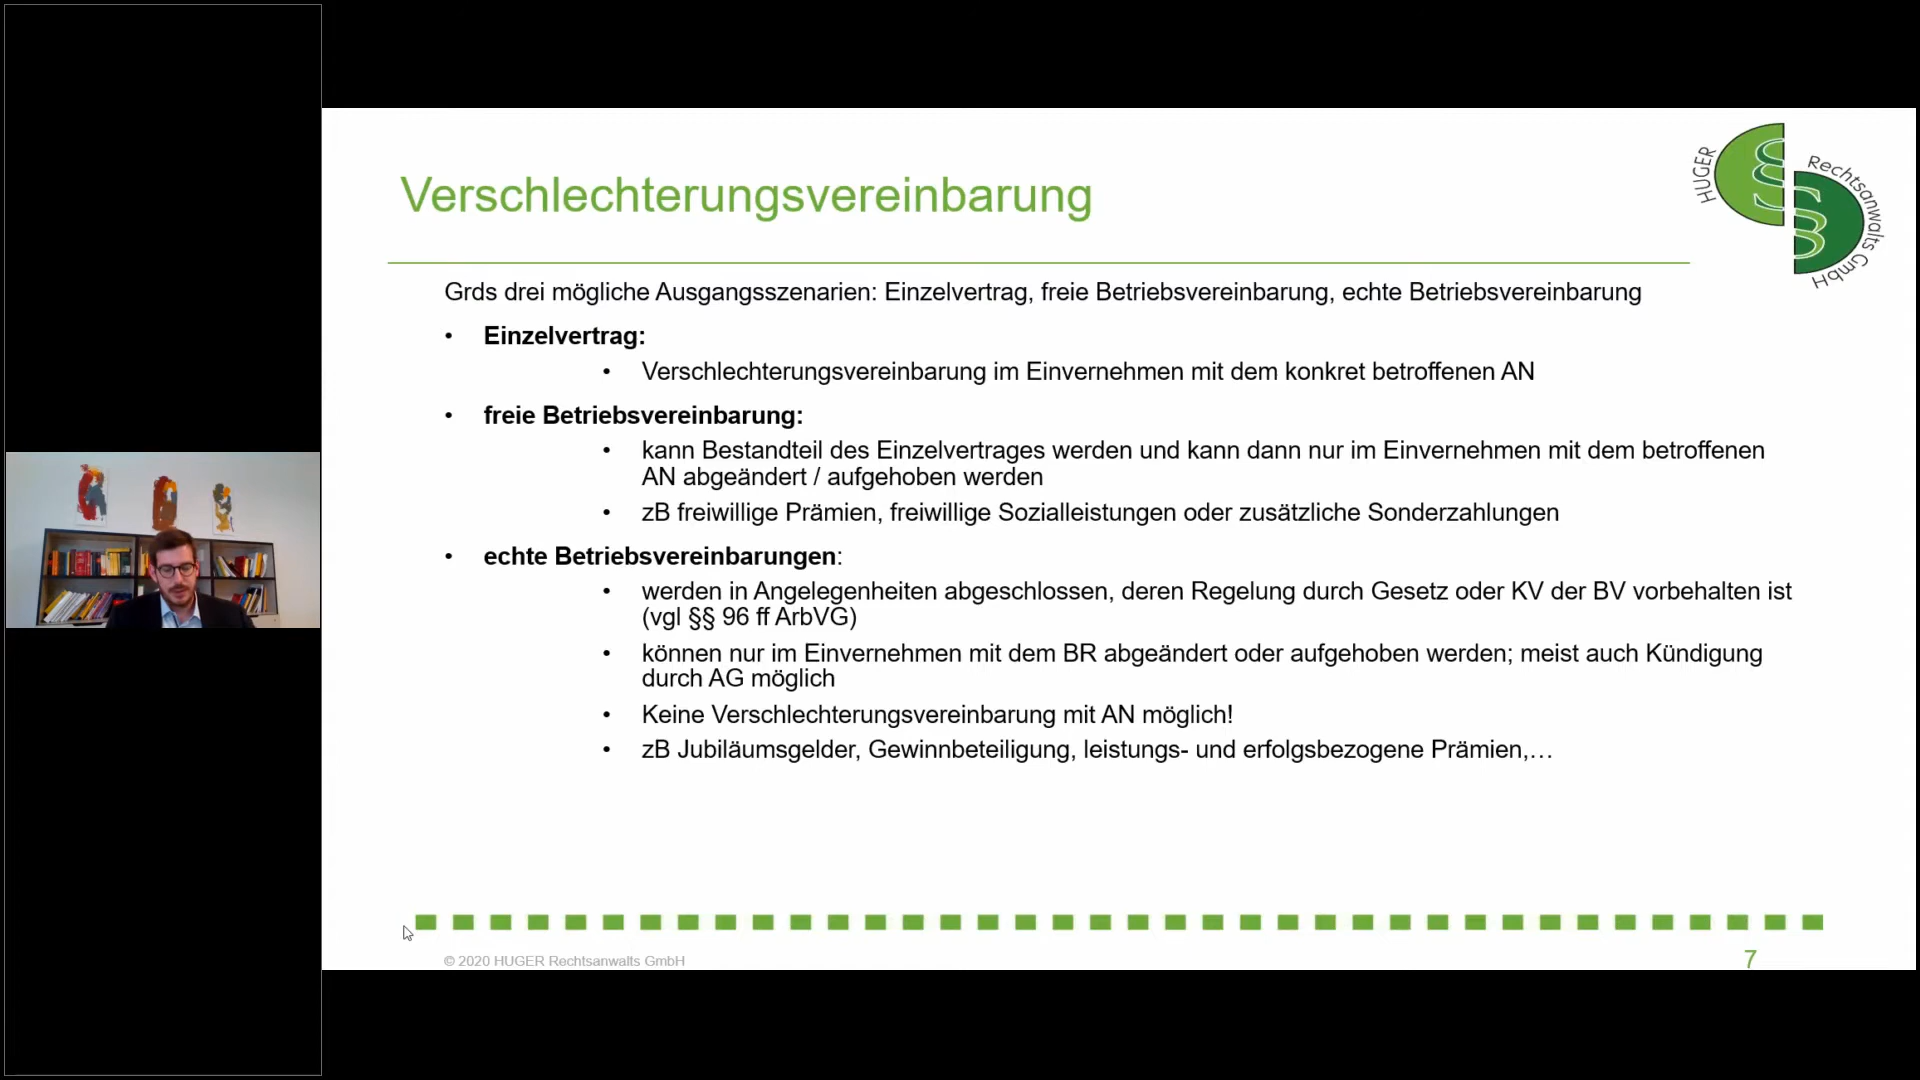 Verschlechterungsvereinbarung
HUGER
Rechtsanwalts GmbH
Grds drei mögliche Ausgangsszenarien: Einzelvertrag, freie Betriebsvereinbarung, echte Betriebsvereinbarung
• Einzelvertrag:
• Verschlechterungsvereinbarung im Einvernehmen mit dem konkret betroffenen AN
• freie Betriebsvereinbarung:
• kann Bestandteil des Einzelvertrages werden und kann dann nur im Einvernehmen mit dem betroffenen
AN abgeändert / aufgehoben werden
• zB freiwillige Prämien, freiwillige Sozialleistungen oder zusätzliche Sonderzahlungen
• echte Betriebsvereinbarungen:
• werden in Angelegenheiten abgeschlossen, deren Regelung durch Gesetz oder KV der BV vorbehalten ist
(vgl §§ 96 ff ArbVG)
• können nur im Einvernehmen mit dem BR abgeändert oder aufgehoben werden; meist auch Kündigung
durch AG möglich
• Keine Verschlechterungsvereinbarung mit AN möglich!
• zB Jubiläumsgelder, Gewinnbeteiligung, leistungs- und erfolgsbezogene Prämien,…
© 2020 HUGER Rechtsanwalts GmbH
7